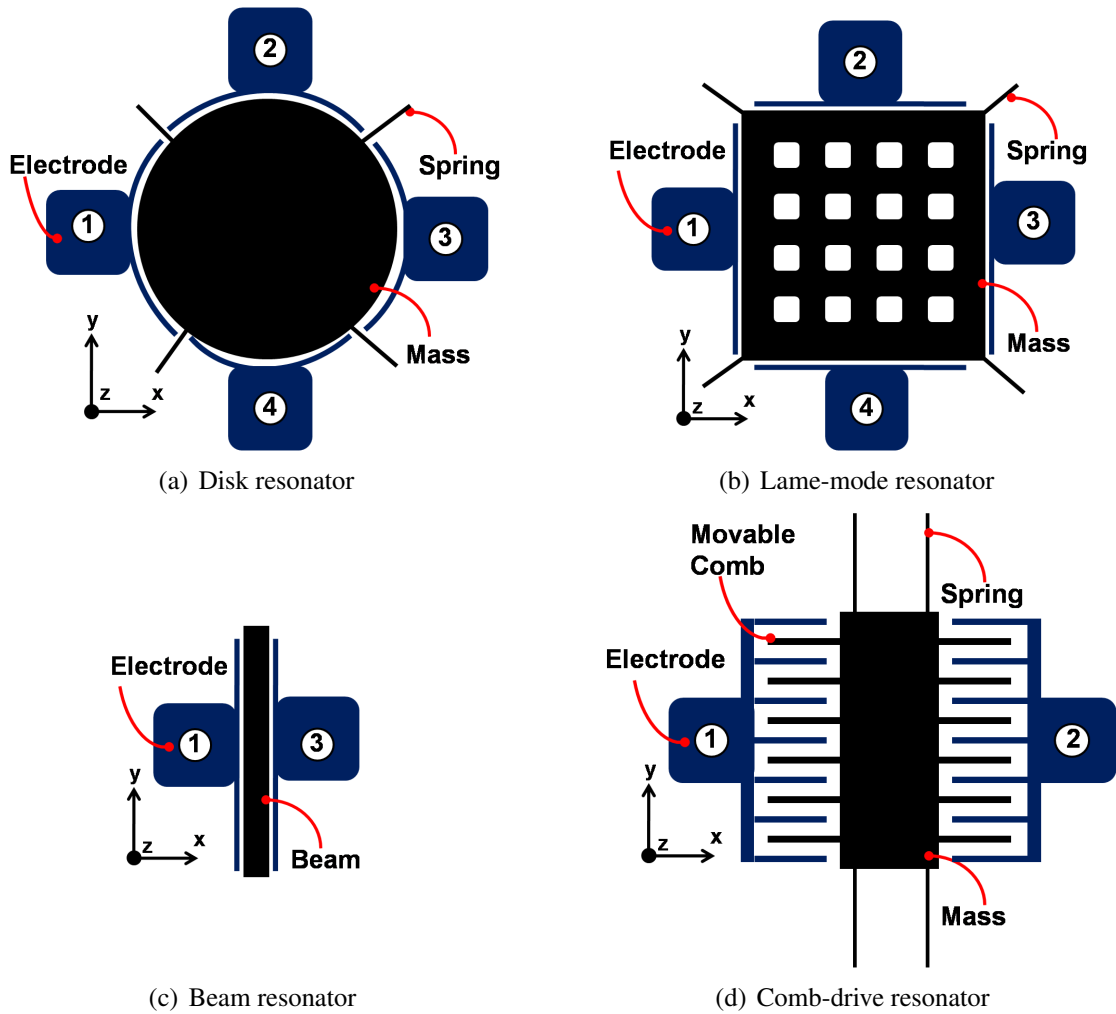 2
Electrode
Spring
1
3
Mass
y
z
x
4
(a) Disk resonator
2
Electrode
Spring
1
3
Mass
y
z
x
4
(b) Lame-mode resonator
Electrode
1
3
y
z
x
Beam
(c) Beam resonator
Movable
Comb
Spring
Electrode
1
2
y
z
x
Mass
(d) Comb-drive resonator